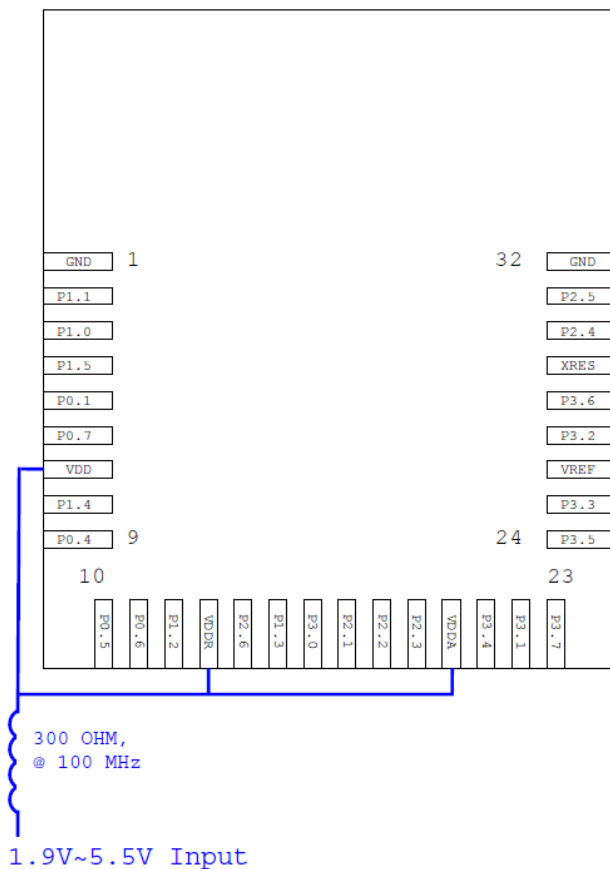 GND 1 32 GND
P1.1 P2.5
P1.0 P2.4
P1.5 XRES
P0.1 P3.6
P0.7 P3.2
VDD VREF
P1.4 P3.3
P0.4 9 24 P3.5
10 23
P0.5 P0.6 P1.2 VDDR P2.6 P1.3 P3.0 P2.1 P2.2 P2.3 VDDA P3.4 P3.1 P3.7
300 OHM,
@ 100 MHz
1.9V~5.5V Input